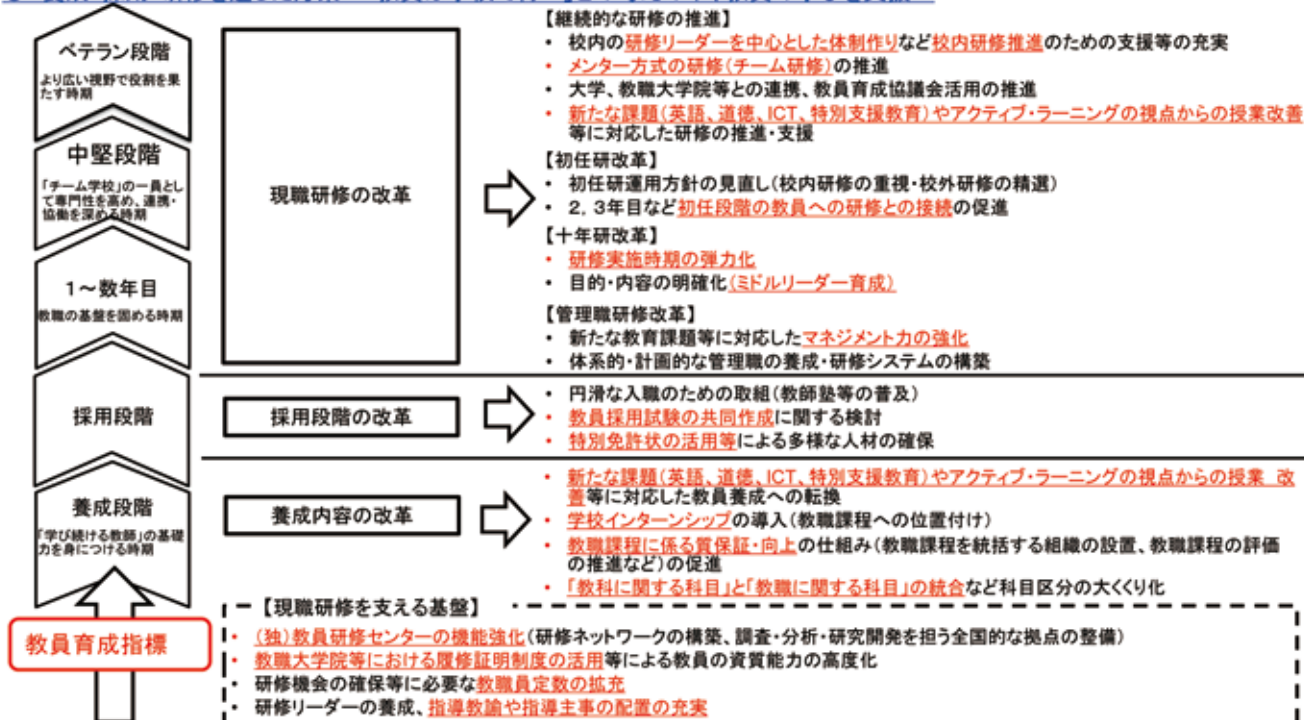 ベテラン段階
より広い視野で役割を果
たす時期
中堅段階
「チーム学校」の一員とし
て専門性を高め、連携・
協働を深める時期
1～数年目
教職の基盤を固める時期
採用段階
養成段階
「学び続ける教師」の基礎
力を身につける時期
教員育成指標
現職研修の改革
採用段階の改革
養成内容の改革
【継続的な研修の推進】
・ 校内の研修リーダーを中心とした体制作りなど校内研修推進のための支援等の充実
・ メンター方式の研修(チーム研修)の推進
・ 大学、教職大学院等との連携、教員育成協議会活用の推進
・ 新たな課題(英語、道徳、ICT、特別支援教育)やアクティブ・ラーニングの視点からの授業改善
等に対応した研修の推進・支援
【初任研改革】
・ 初任研運用方針の見直し(校内研修の重視・校外研修の精選)
・ 2, 3年目など初任段階の教員への研修との接続の促進
【十年研改革】
・ 研修実施時期の弾力化
・ 目的・内容の明確化(ミドルリーダー育成)
【管理職研修改革】
・ 新たな教育課題等に対応したマネジメント力の強化
・ 体系的・計画的な管理職の養成・研修システムの構築
・ 円滑な入職のための取組(教師塾等の普及)
・ 教員採用試験の共同作成に関する検討
・ 特別免許状の活用等による多様な人材の確保
・ 新たな課題(英語、道徳、ICT、特別支援教育)やアクティブ・ラーニングの視点からの授業 改
善等に対応した教員養成への転換
・ 学校インターンシップの導入(教職課程への位置付け)
・ 教職課程に係る質保証・向上の仕組み(教職課程を統括する組織の設置、教職課程の評価
の推進など)の促進
・ 「教科に関する科目」と「教職に関する科目」の統合など科目区分の大くくり化
【現職研修を支える基盤】
・ (独)教員研修センターの機能強化(研修ネットワークの構築、調査・分析・研究開発を担う全国的な拠点の整備)
・ 教職大学院等における履修証明制度の活用等による教員の資質能力の高度化
・ 研修機会の確保等に必要な教職員定数の拡充
・ 研修リーダーの養成、指導教諭や指導主事の配置の充実